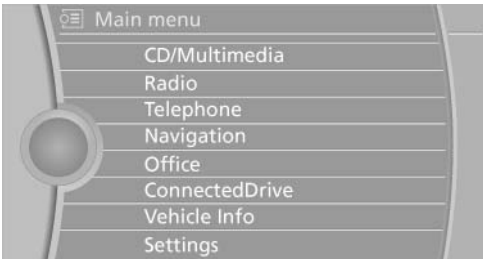 Main menu
CD/Multimedia
Radio
Telephone
Navigation
Office
ConnectedDrive
Vehicle Info
Settings